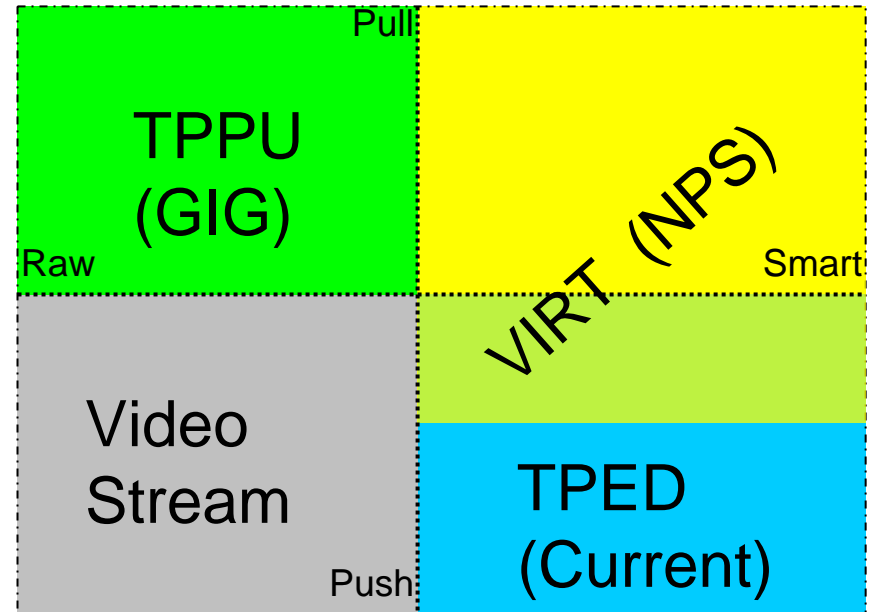 Pull
TPPU
(GIG)
Raw
VIRT (NPS)
Smart
Video
Stream
TPED
(Current)
Push